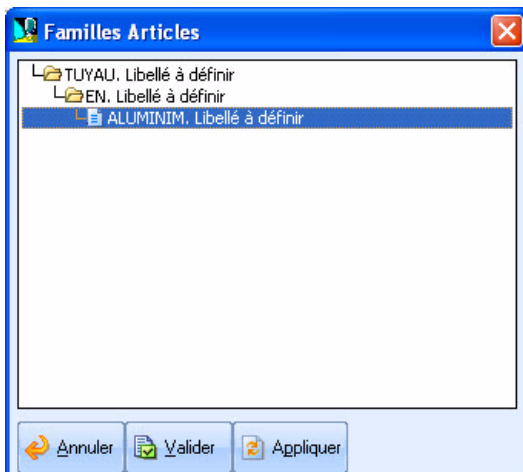 Familles Articles
TUYAU. Libellé à définir
EN. Libellé à définir
ALUMINIM. Libellé à définir
Annuler Valider Appliquer